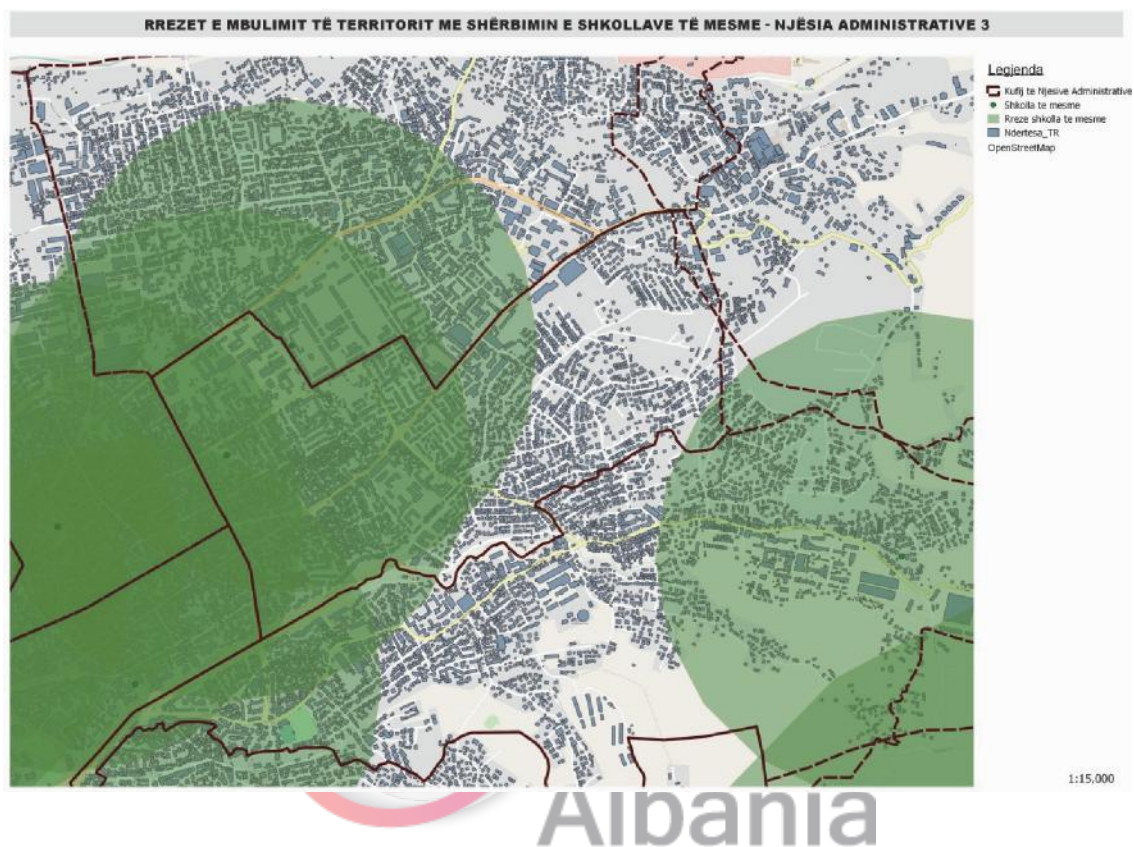 RREZET E MBULIMIT TË TERRITORIT ME SHËRBIMIN E SHKOLLAVE TË MESME - NJËSIA ADMINISTRATIVE 3
Legjenda
Kufij te Njesive Administrative
Shkolla te mesme
Rreze shkolla te mesme
Ndertesa_TR
OpenStreetMap
1:15,000
Albania